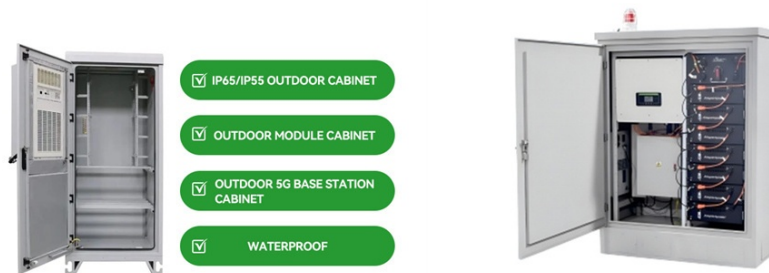 IP65/IP55 OUTDOOR CABINET
OUTDOOR MODULE CABINET
OUTDOOR 5G BASE STATION
CABINET
WATERPROOF